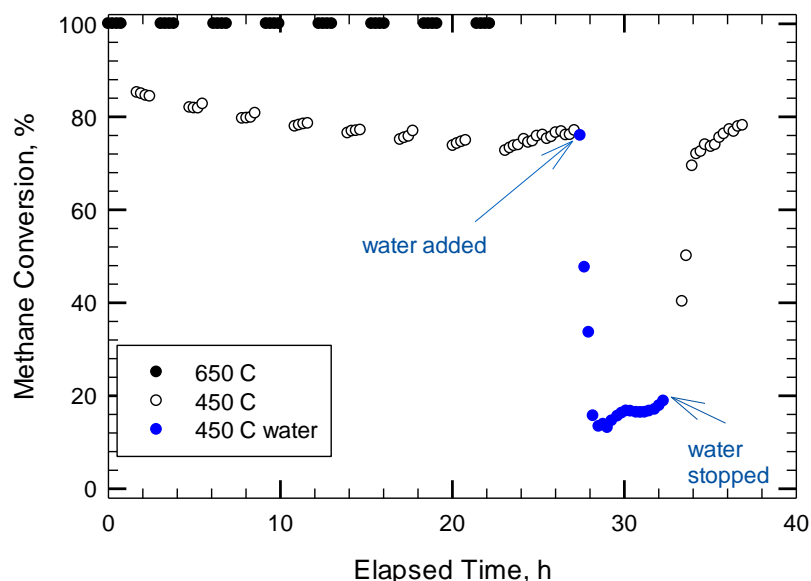 100
80
60
40
20
0
Methane Conversion, %
water added
650 C
450 C
450 C water
water
stopped
0
10
20
30
40
Elapsed Time, h